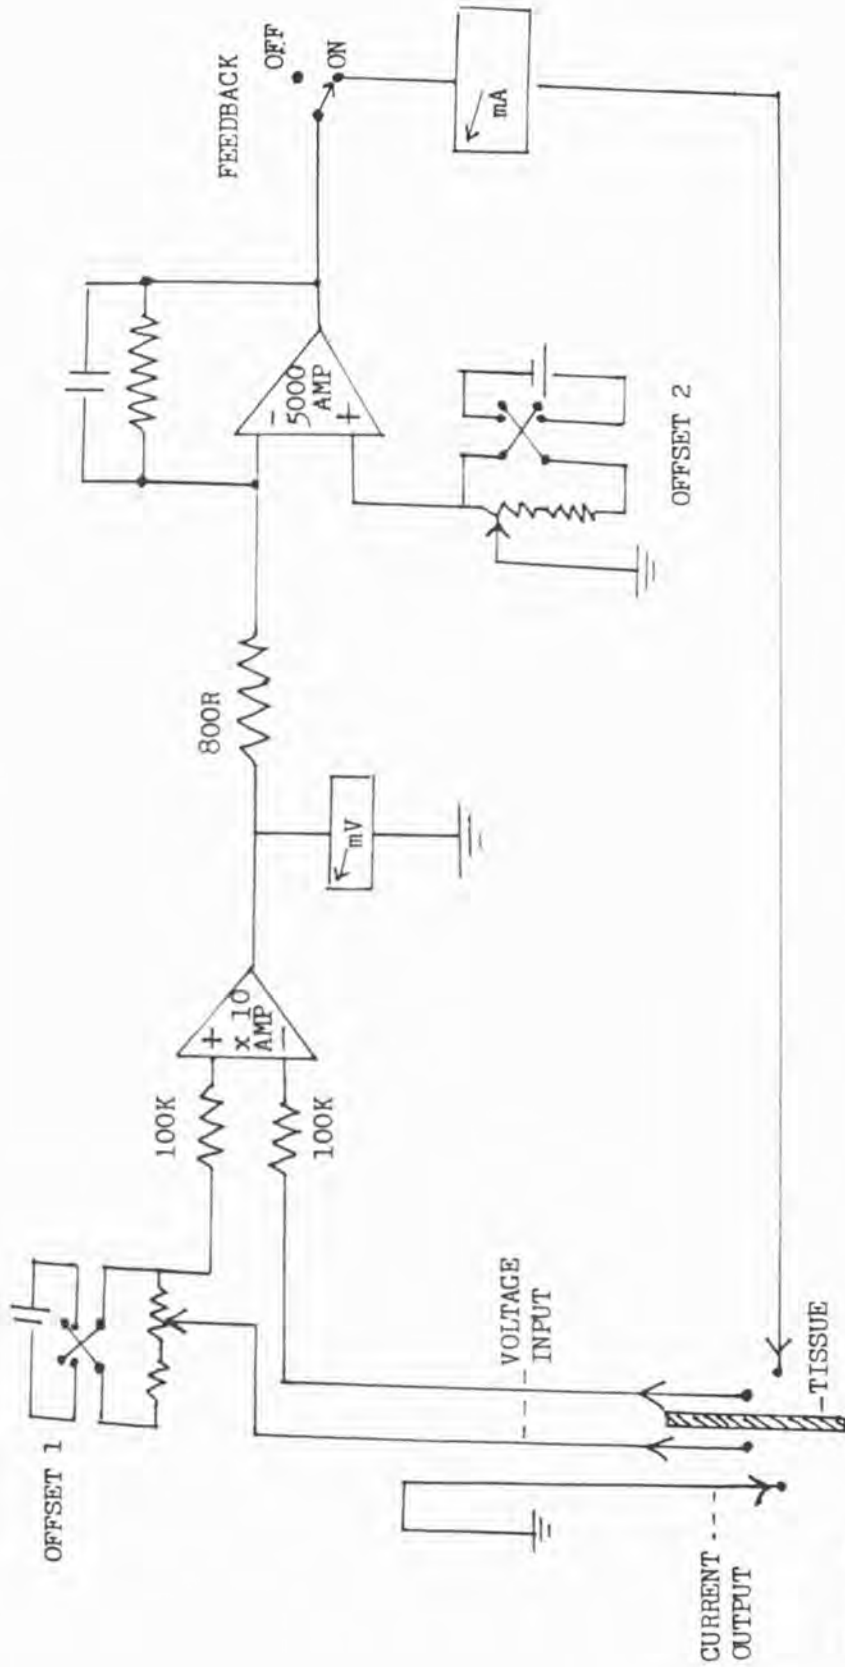 OFFSET 1
100K
100K
+
x 10
AMP
-
mV
800R
-
5000
AMP
+
OFFSET 2
FEEDBACK
OFF
ON
mA
VOLTAGE
INPUT
CURRENT
OUTPUT
TISSUE